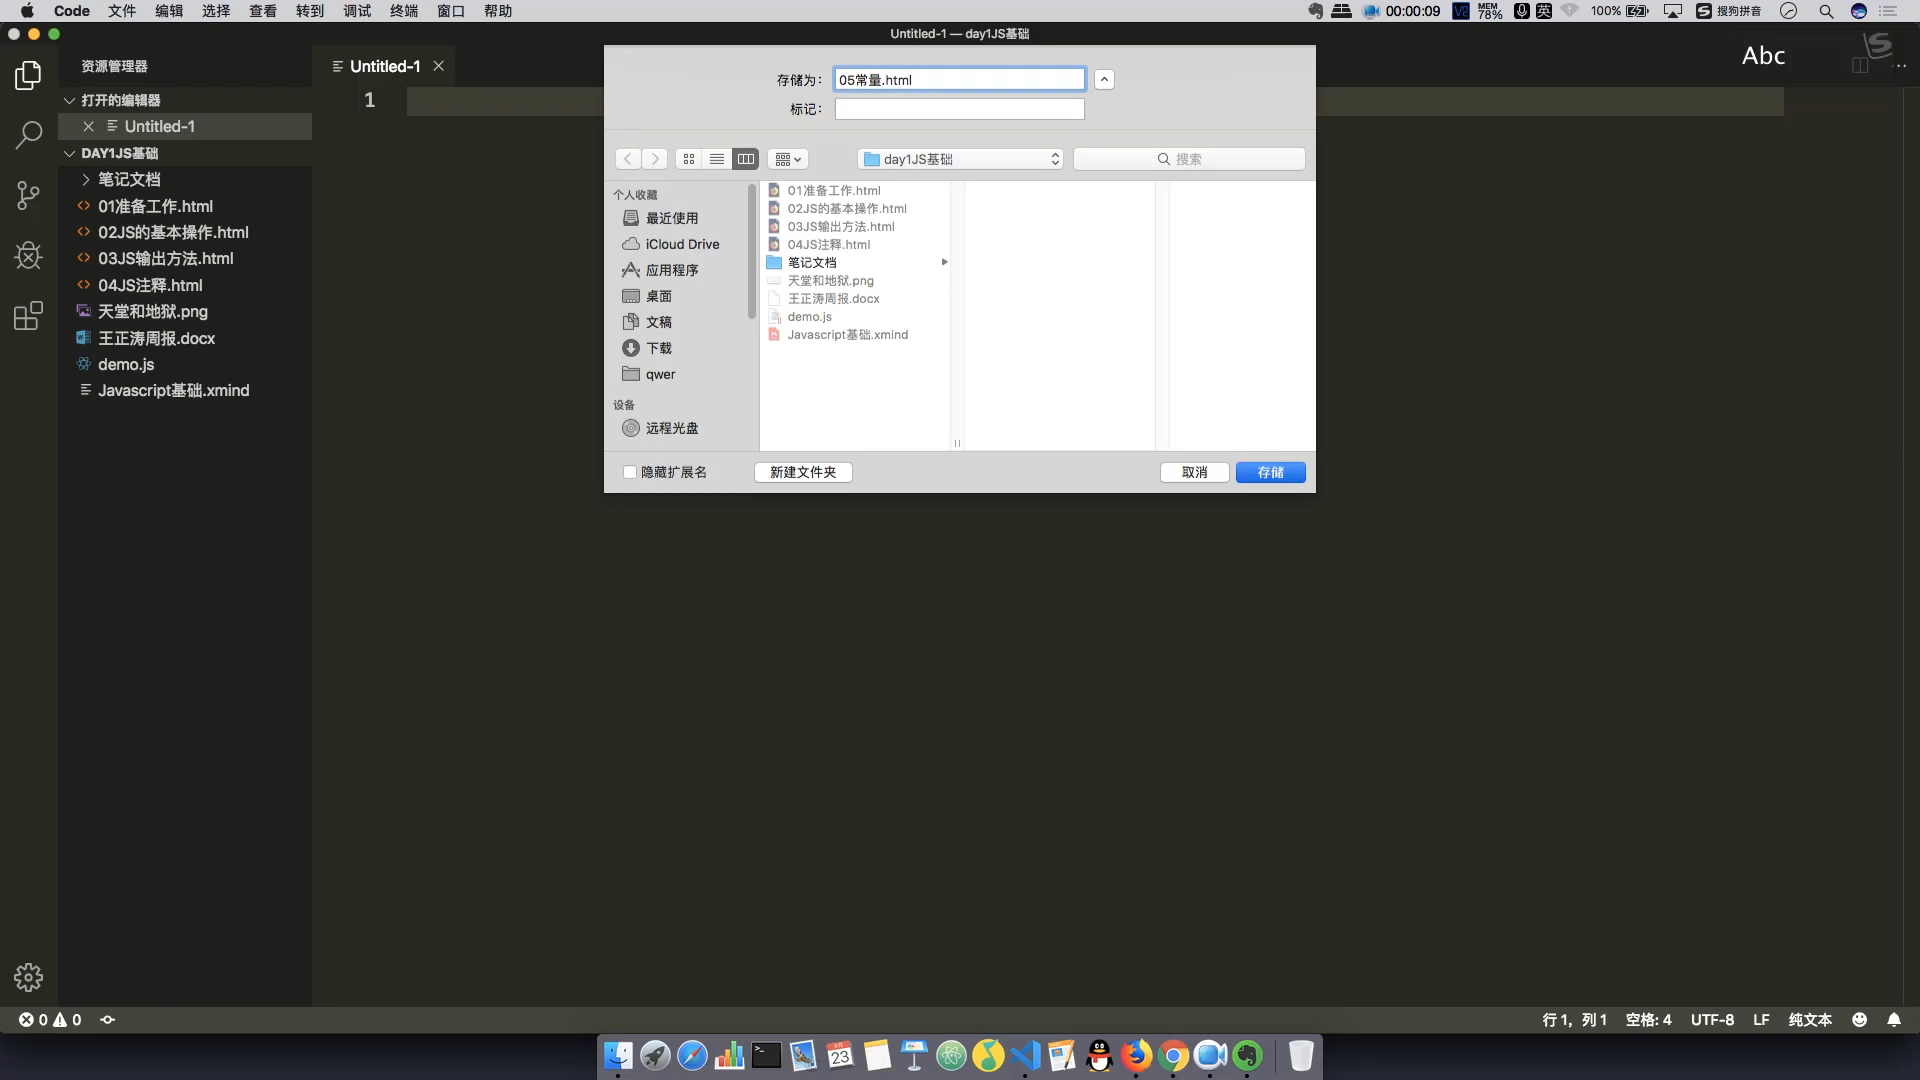 Code 文件 编辑 选择 查看 转到 调试 终端 窗口 帮助
00:00:09 V2 MEM 78% 英 100% 搜狗拼音
Untitled-1 — day1JS基础
Abc
资源管理器
打开的编辑器
Untitled-1
DAY1JS基础
笔记文档
01准备工作.html
02JS的基本操作.html
03JS输出方法.html
04JS注释.html
天堂和地狱.png
王正涛周报.docx
demo.js
Javascript基础.xmind
Untitled-1
1
存储为:
05常量.html
标记:
day1JS基础
搜索
个人收藏
最近使用
iCloud Drive
应用程序
桌面
文稿
下载
qwer
设备
远程光盘
01准备工作.html
02JS的基本操作.html
03JS输出方法.html
04JS注释.html
笔记文档
天堂和地狱.png
王正涛周报.docx
demo.js
Javascript基础.xmind
隐藏扩展名
新建文件夹
取消
存储
0 0
行 1，列 1 空格: 4 UTF-8 LF 纯文本
23